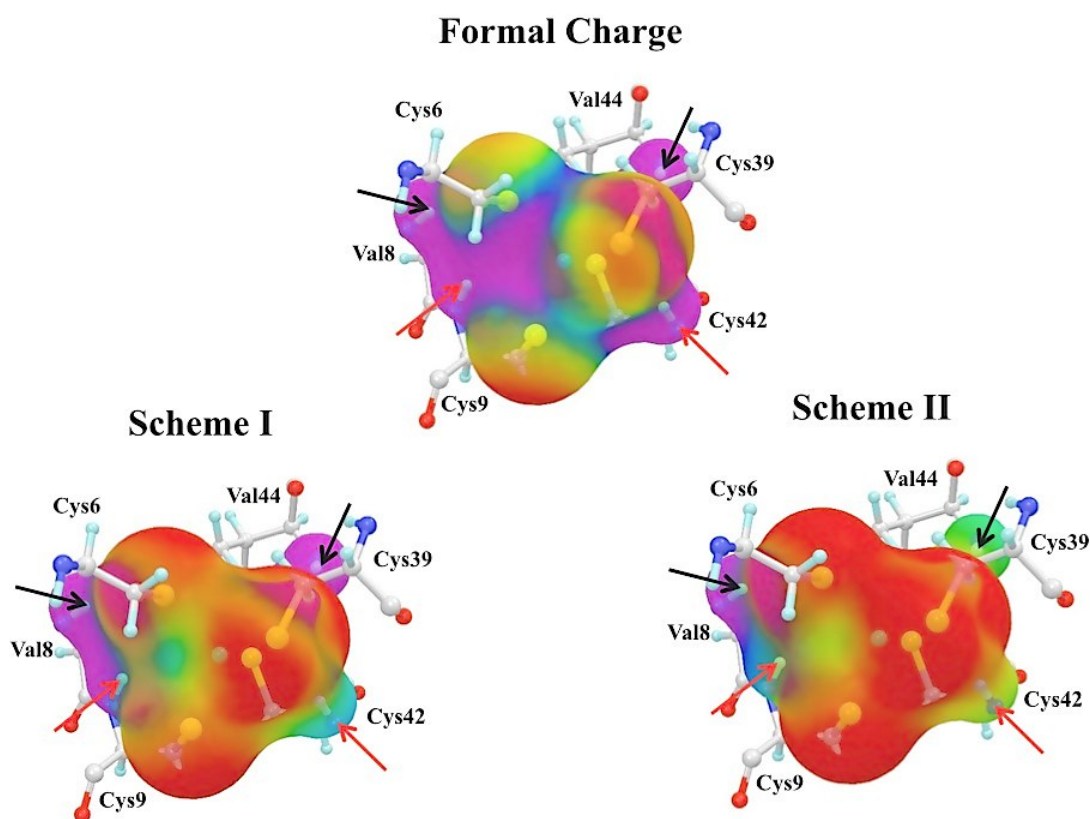 Formal Charge
Val44
Cys6
Cys39
Val8
Cys42
Cys9
Scheme I
Val44
Cys6
Cys39
Val8
Cys42
Cys9
Scheme II
Val44
Cys6
Cys39
Val8
Cys42
Cys9